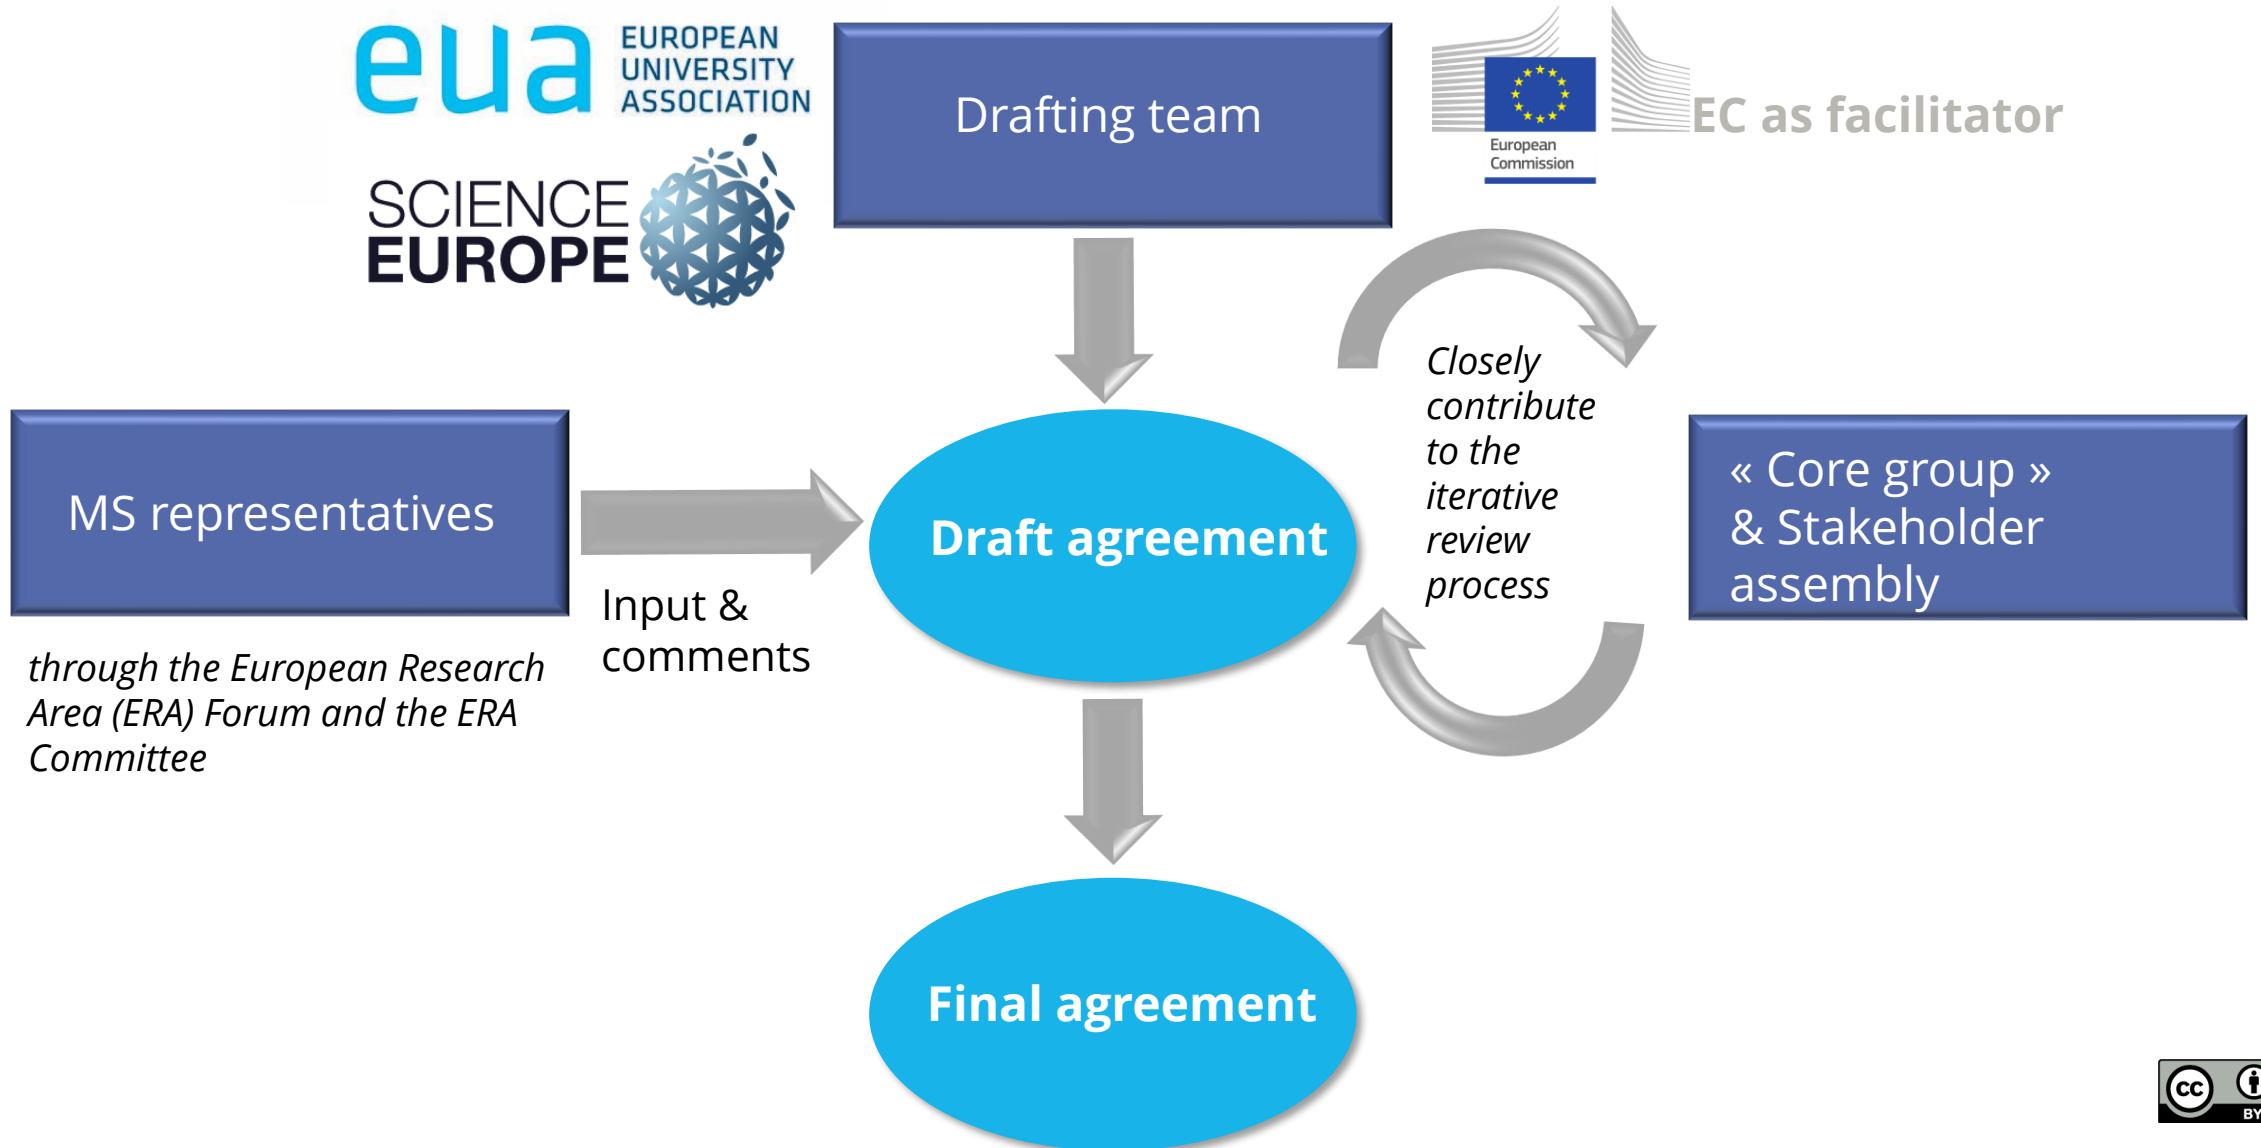 eua EUROPEAN
UNIVERSITY
ASSOCIATION
SCIENCE
EUROPE
Drafting team
European
Commission
EC as facilitator
MS representatives
through the European Research
Area (ERA) Forum and the ERA
Committee
Input &
comments
Draft agreement
Closely
contribute
to the
iterative
review
process
« Core group »
& Stakeholder
assembly
Final agreement
cc
BY